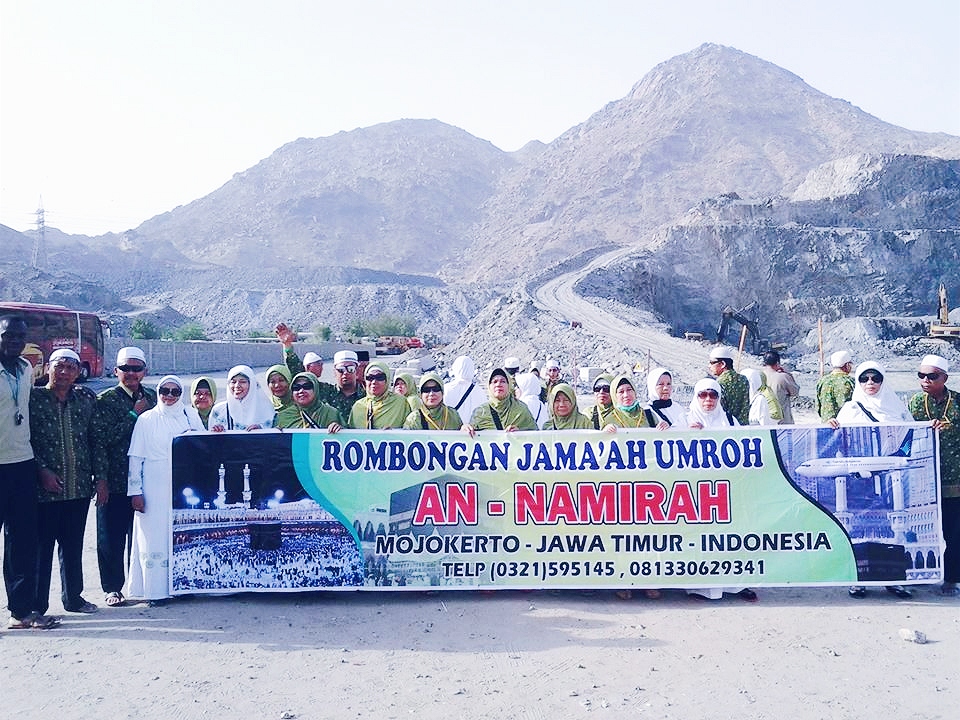 ROMBONGAN JAMA'AH UMROH
AN - NAMIRAH
MOJOKERTO - JAWA TIMUR - INDONESIA
TELP (0321)595145 , 081330629341